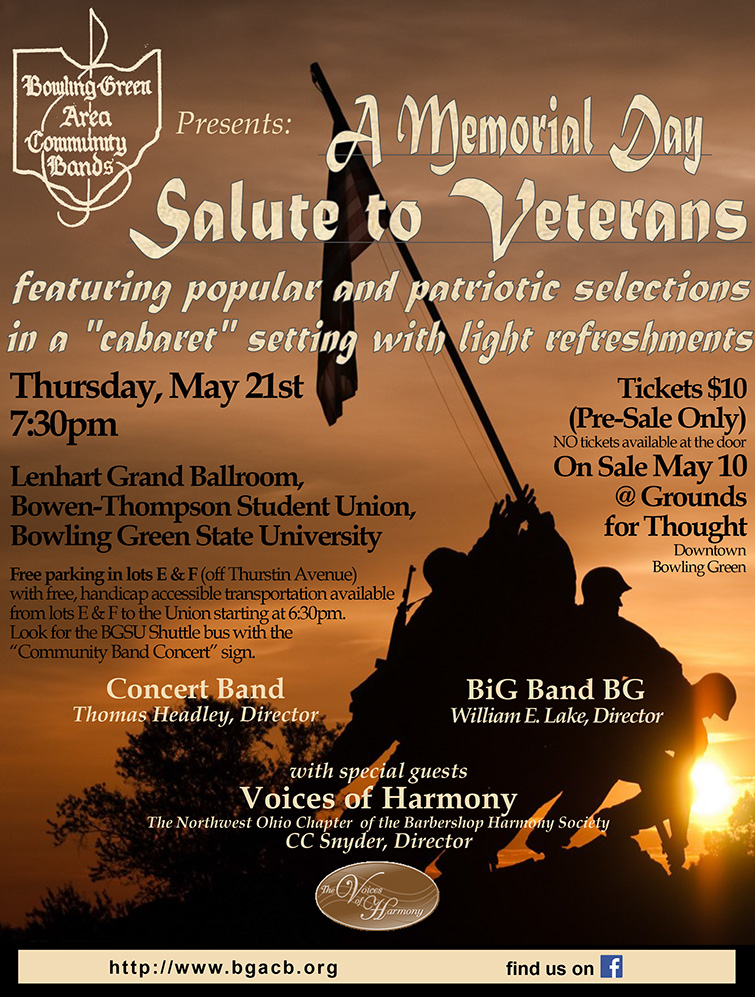 Bowling Green
Area
Community
Bands
Presents:
A Memorial Day
Salute to Veterans
featuring popular and patriotic selections
in a "cabaret" setting with light refreshments
Thursday, May 21st
7:30pm
Lenhart Grand Ballroom,
Bowen-Thompson Student Union,
Bowling Green State University
Free parking in lots E & F (off Thurstin Avenue)
with free, handicap accessible transportation available
from lots E & F to the Union starting at 6:30pm.
Look for the BGSU Shuttle bus with the
“Community Band Concert” sign.
Tickets $10
(Pre-Sale Only)
NO tickets available at the door
On Sale May 10
@ Grounds
for Thought
Downtown
Bowling Green
Concert Band
Thomas Headley, Director
BiG Band BG
William E. Lake, Director
with special guests
Voices of Harmony
The Northwest Ohio Chapter of the Barbershop Harmony Society
CC Snyder, Director
The Voices
of
Harmony
http://www.bgacb.org
find us on f